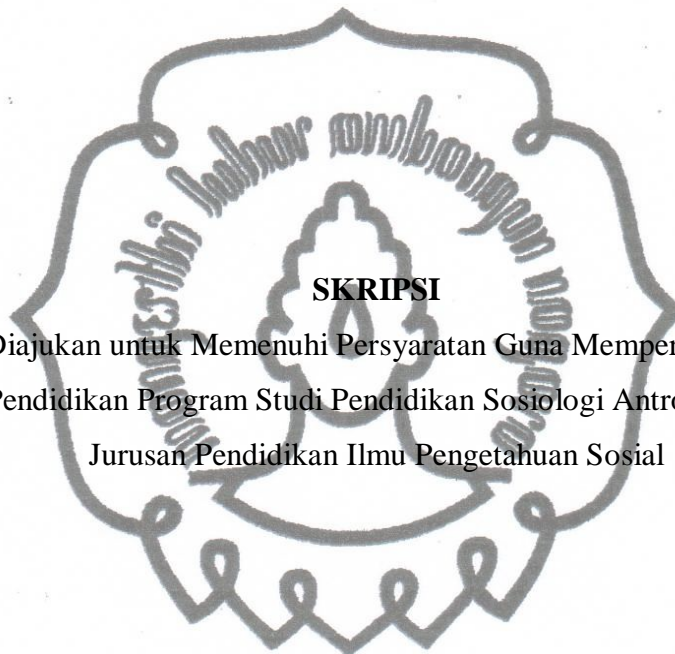 SKRIPSI
Diajukan untuk Memenuhi Persyaratan Guna Memper
Pendidikan Program Studi Pendidikan Sosiologi Antro
Jurusan Pendidikan Ilmu Pengetahuan Sosial